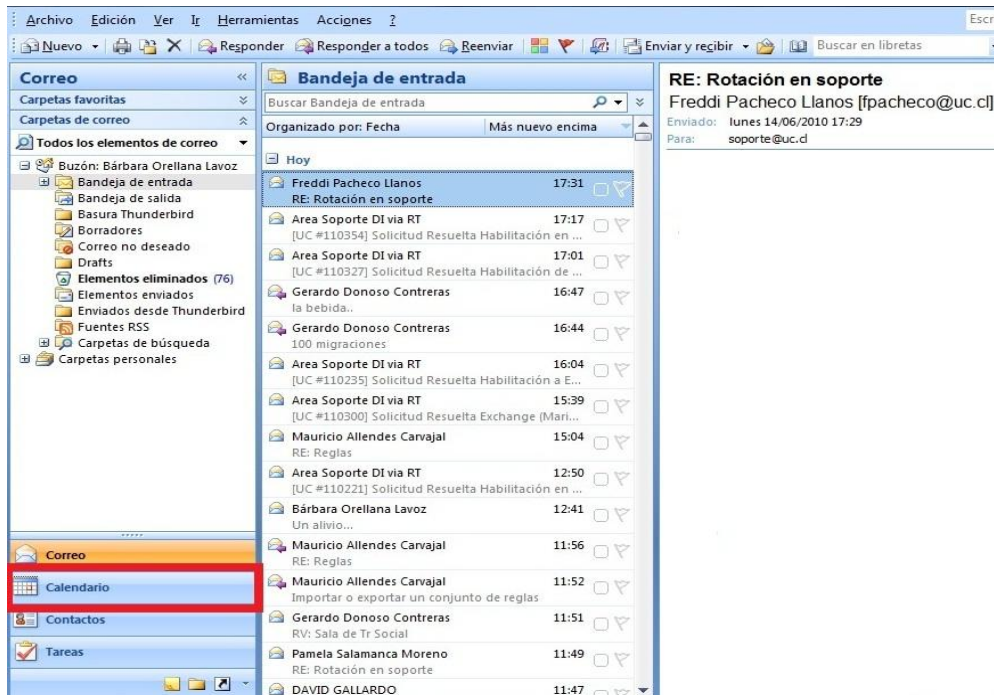 Archivo Edición Ver Ir Herramientas Acciones ?
Nuevo Responder Responder a todos Reenviar Enviar y recibir Buscar en libretas
Correo
Carpetas favoritas
Carpetas de correo
Todos los elementos de correo
Buzón: Bárbara Orellana Lavoz
Bandeja de entrada
Bandeja de salida
Basura Thunderbird
Borradores
Correo no deseado
Drafts
Elementos eliminados (76)
Elementos enviados
Enviados desde Thunderbird
Fuentes RSS
Carpetas de búsqueda
Carpetas personales
Correo
Calendario
Contactos
Tareas
Bandeja de entrada
Buscar Bandeja de entrada
Organizado por: Fecha Más nuevo encima
Hoy
Freddi Pacheco Llanos 17:31
RE: Rotación en soporte
Area Soporte DI via RT 17:17
[UC #110354] Solicitud Resuelta Habilitación en ...
Area Soporte DI via RT 17:01
[UC #110327] Solicitud Resuelta Habilitación de ...
Gerardo Donoso Contreras 16:47
la bebida..
Gerardo Donoso Contreras 16:44
100 migraciones
Area Soporte DI via RT 16:04
[UC #110235] Solicitud Resuelta Habilitación a E...
Area Soporte DI via RT 15:39
[UC #110300] Solicitud Resuelta Exchange (Mari...
Mauricio Allendes Carvajal 15:04
RE: Reglas
Area Soporte DI via RT 12:50
[UC #110221] Solicitud Resuelta Habilitación en ...
Bárbara Orellana Lavoz 12:41
Un alivio...
Mauricio Allendes Carvajal 11:56
RE: Reglas
Mauricio Allendes Carvajal 11:52
Importar o exportar un conjunto de reglas
Gerardo Donoso Contreras 11:51
RV: Sala de Tr Social
Pamela Salamanca Moreno 11:49
RE: Rotación en soporte
DAVID GALLARDO 11:47
RE: Rotación en soporte
Freddi Pacheco Llanos [fpacheco@uc.cl]
Enviado: lunes 14/06/2010 17:29
Para: soporte@uc.cl